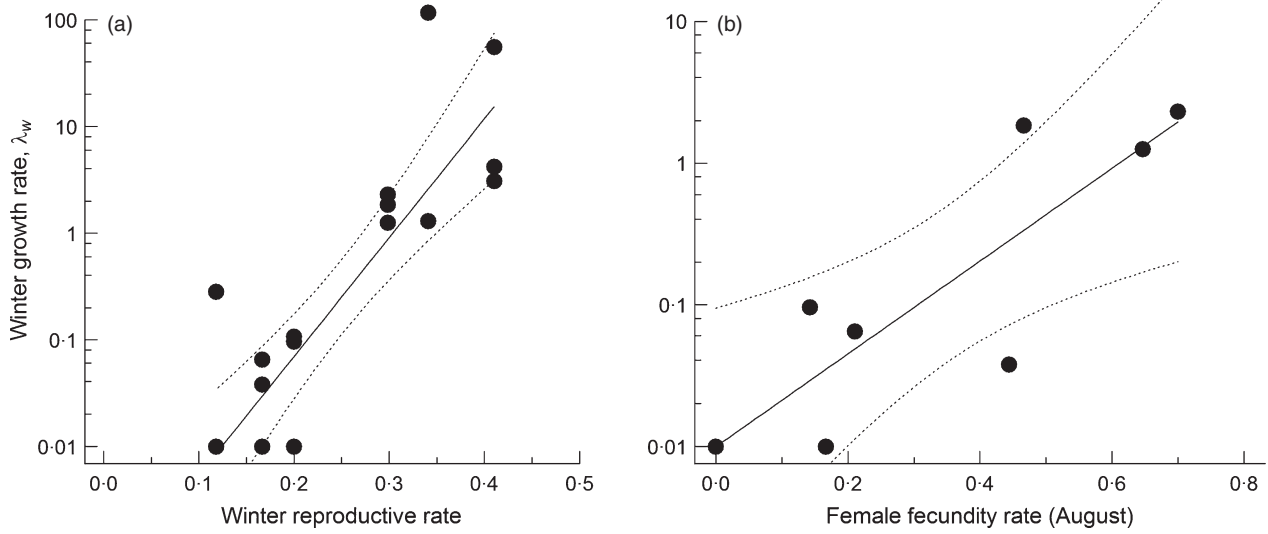 (a)
100
10
1
0·1
0·01
Winter growth rate, λw
0·0 0·1 0·2 0·3 0·4 0·5
Winter reproductive rate
(b)
10
1
0·1
0·01
0·0 0·2 0·4 0·6 0·8
Female fecundity rate (August)